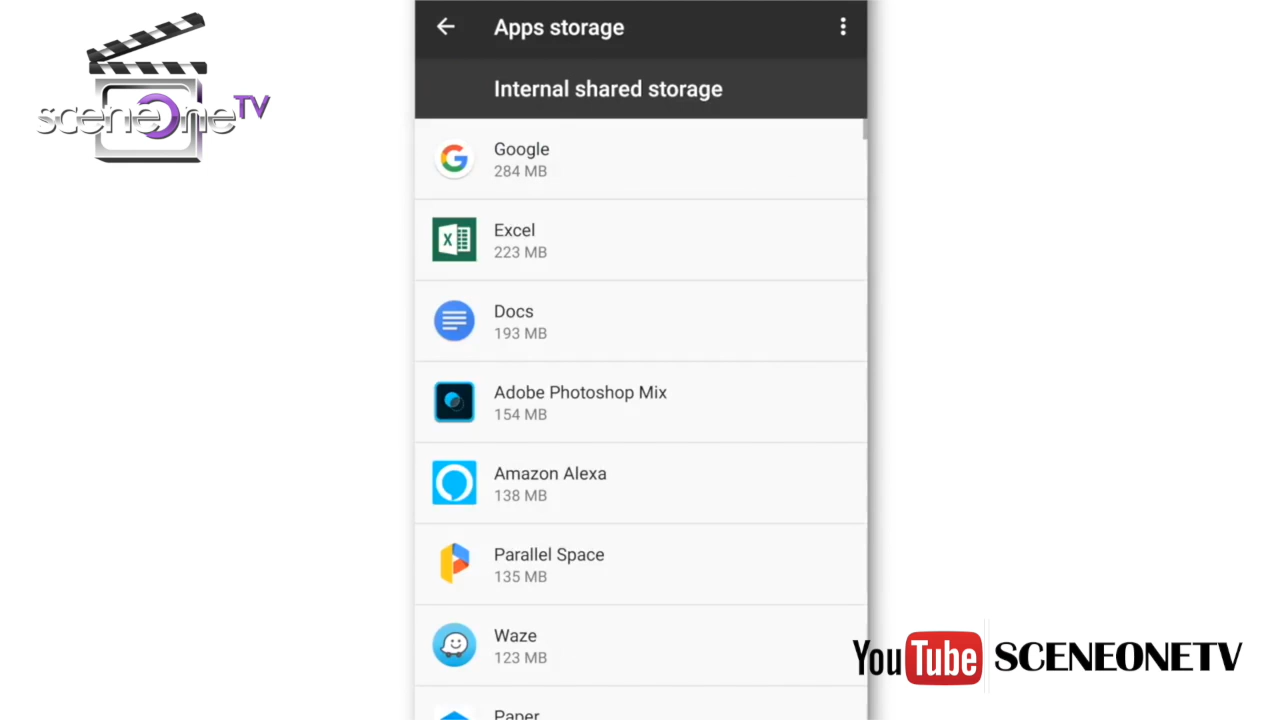 sceneOneTV
Apps storage
Internal shared storage
Google
284 MB
Excel
223 MB
Docs
193 MB
Adobe Photoshop Mix
154 MB
Amazon Alexa
138 MB
Parallel Space
135 MB
Waze
123 MB
Paper
YouTube SCENEONETV